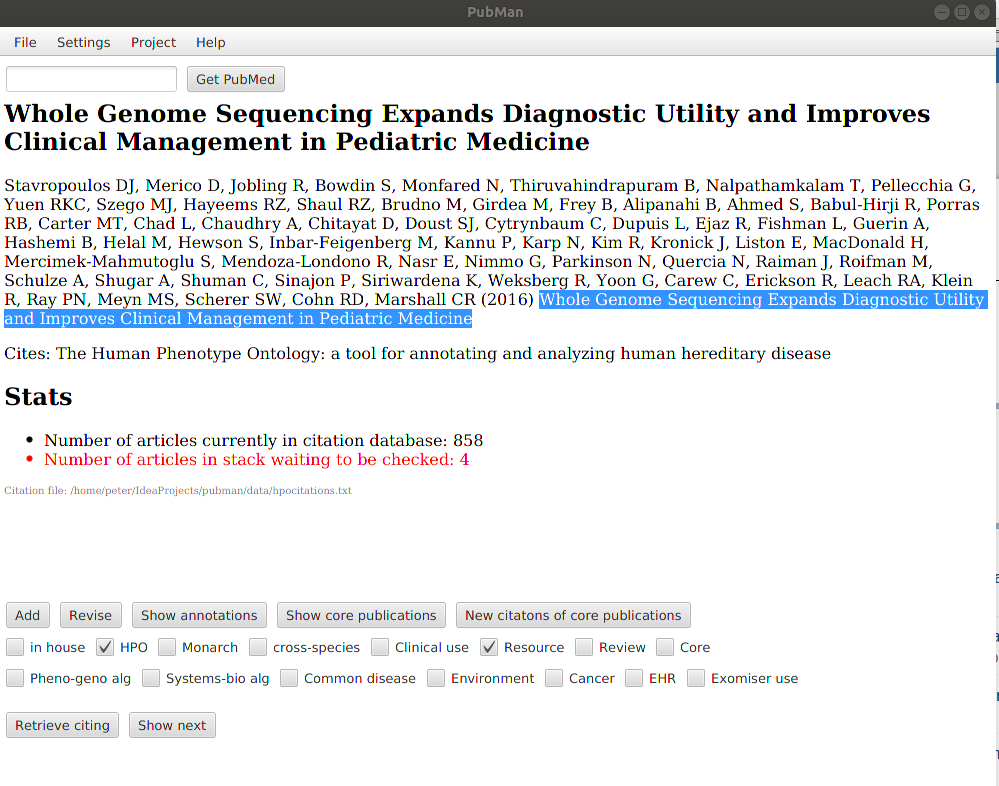 PubMan
File Settings Project Help
Get PubMed
Whole Genome Sequencing Expands Diagnostic Utility and Improves
Clinical Management in Pediatric Medicine
Stavropoulos DJ, Merico D, Jobling R, Bowdin S, Monfared N, Thiruvahindrapuram B, Nalpathamkalam T, Pellecchia G,
Yuen RKC, Szego MJ, Hayeems RZ, Shaul RZ, Brudno M, Girdea M, Frey B, Alipanahi B, Ahmed S, Babul-Hirji R, Porras
RB, Carter MT, Chad L, Chaudhry A, Chitayat D, Doust SJ, Cytrynbaum C, Dupuis L, Ejaz R, Fishman L, Guerin A,
Hashemi B, Helal M, Hewson S, Inbar-Feigenberg M, Kannu P, Karp N, Kim R, Kronick J, Liston E, MacDonald H,
Mercimek-Mahmutoglu S, Mendoza-Londono R, Nasr E, Nimmo G, Parkinson N, Quercia N, Raiman J, Roifman M,
Schulze A, Shugar A, Shuman C, Sinajon P, Siriwardena K, Weksberg R, Yoon G, Carew C, Erickson R, Leach RA, Klein
R, Ray PN, Meyn MS, Scherer SW, Cohn RD, Marshall CR (2016) Whole Genome Sequencing Expands Diagnostic Utility
and Improves Clinical Management in Pediatric Medicine
Cites: The Human Phenotype Ontology: a tool for annotating and analyzing human hereditary disease
Stats
• Number of articles currently in citation database: 858
• Number of articles in stack waiting to be checked: 4
Citation file: /home/peter/IdeaProjects/pubman/data/hpocitations.txt
Add Revise Show annotations Show core publications New citatons of core publications
in house HPO Monarch cross-species Clinical use Resource Review Core
Pheno-geno alg Systems-bio alg Common disease Environment Cancer EHR Exomiser use
Retrieve citing Show next